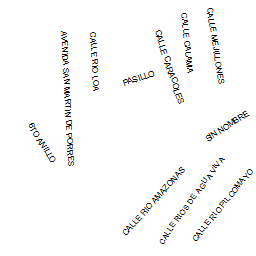 CALLE MEJILLONES
CALLE CALAMA
CALLE CARACOLES
CALLE RIO LOA
AVENIDA SAN MARTIN DE PORRES
PASILLO
SIN NOMBRE
6TO ANILLO
CALLE RIO AMAZONAS
CALLE RIOS DE AGUA VIVA
CALLE RIO PILCOMAYO